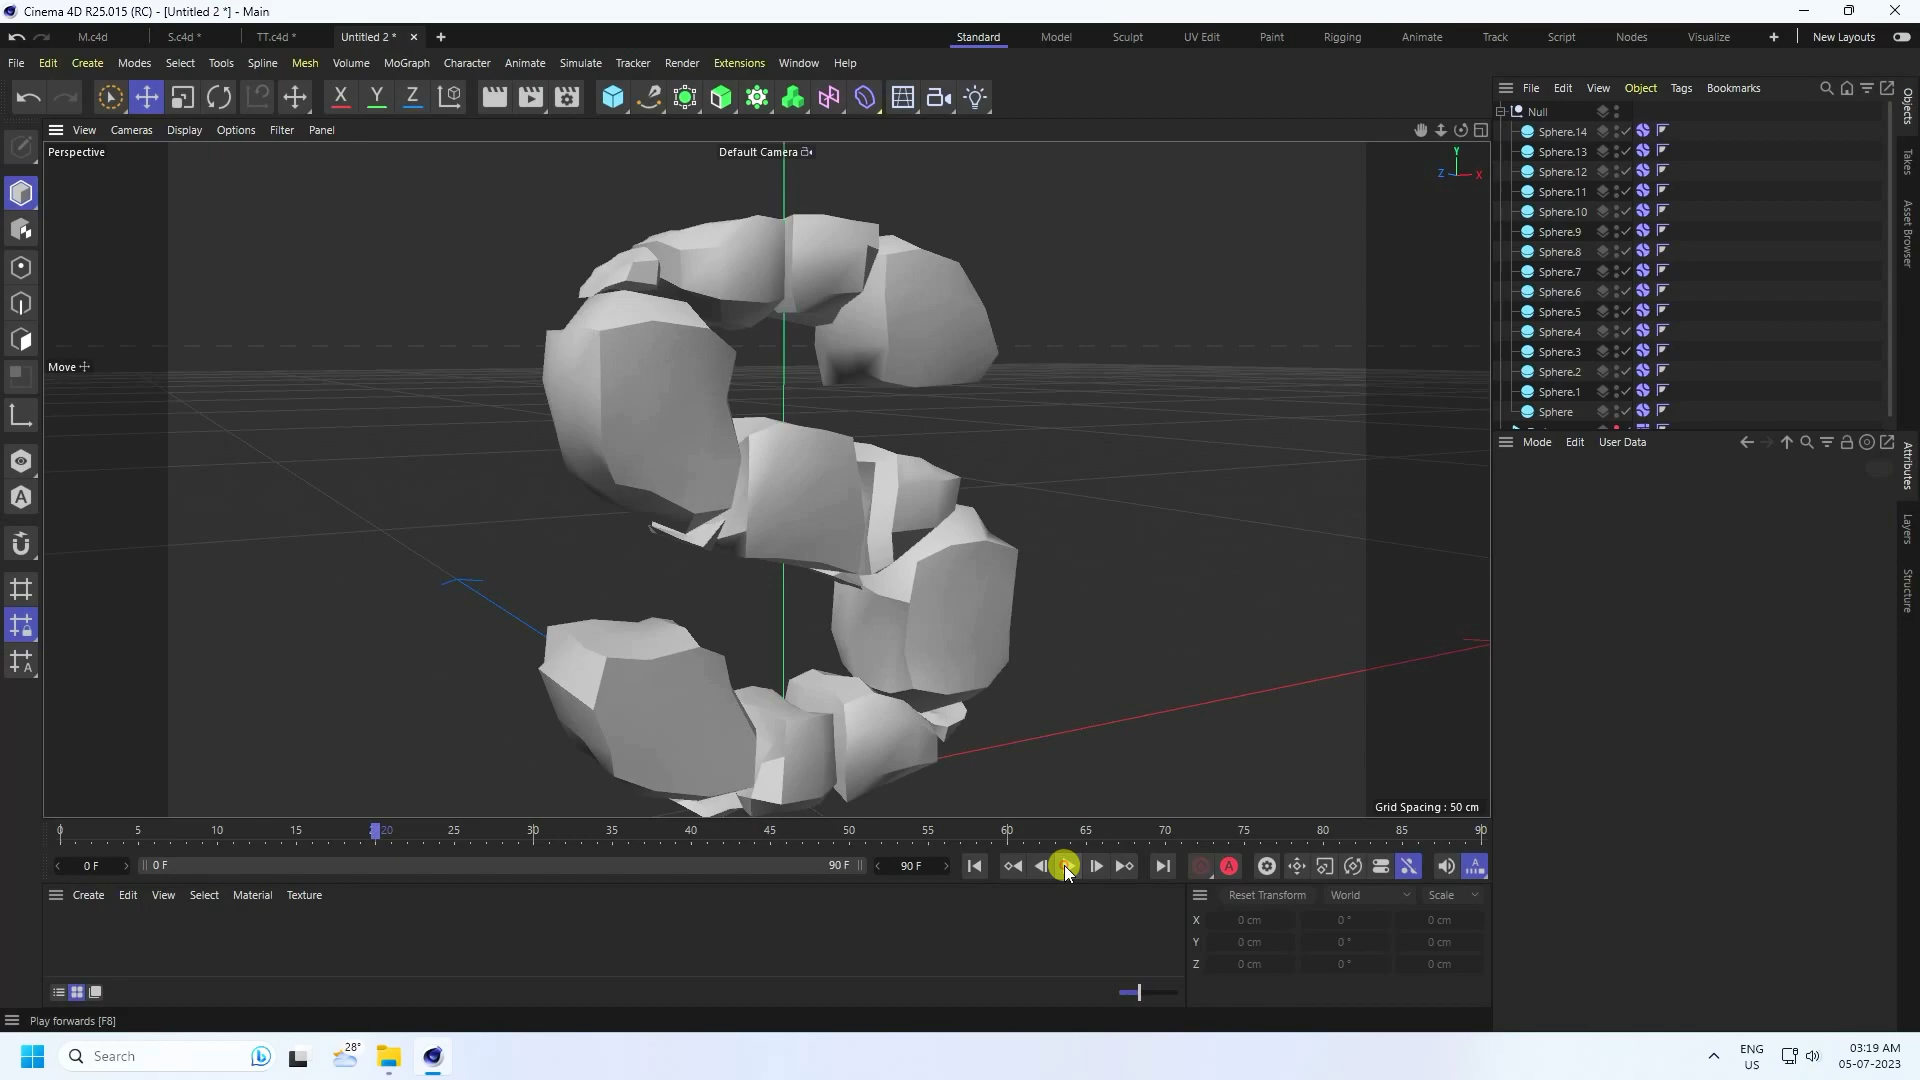 Cinema 4D R25.015 (RC) - [Untitled 2 *] - Main
M.c4d S.c4d * TT.c4d * Untitled 2 * Standard Model Sculpt UV Edit Paint Rigging Animate Track Script Nodes Visualize New Layouts
File Edit Create Modes Select Tools Spline Mesh Volume MoGraph Character Animate Simulate Tracker Render Extensions Window Help
X Y Z
File Edit View Object Tags Bookmarks
View Cameras Display Options Filter Panel
Perspective
Default Camera
Y
Z X
Move
Grid Spacing : 50 cm
Null
Sphere.14
Sphere.13
Sphere.12
Sphere.11
Sphere.10
Sphere.9
Sphere.8
Sphere.7
Sphere.6
Sphere.5
Sphere.4
Sphere.3
Sphere.2
Sphere.1
Sphere
Objects
Takes
Asset Browser
Mode Edit User Data
Attributes
Layers
Structure
0 5 10 15 20 25 30 35 40 45 50 55 60 65 70 75 80 85 90
0 F 0 F 90 F 90 F
Create Edit View Select Material Texture
Reset Transform World Scale
X 0 cm 0 ° 0 cm
Y 0 cm 0 ° 0 cm
Z 0 cm 0 ° 0 cm
Play forwards [F8]
Search
28°
ENG
US
03:19 AM
05-07-2023